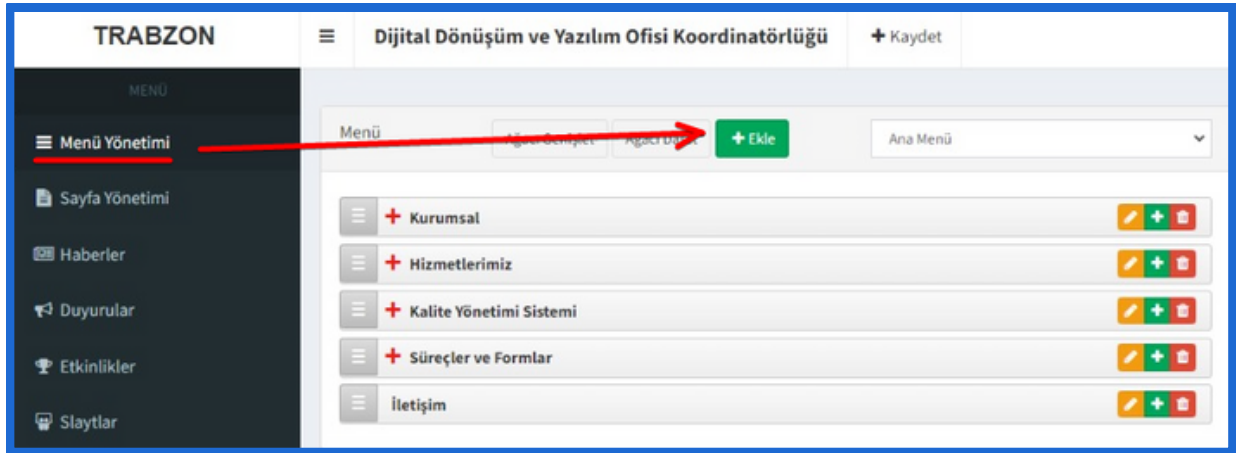 TRABZON
Dijital Dönüşüm ve Yazılım Ofisi Koordinatörlüğü
Kaydet
MENÜ
Menü Yönetimi
Menü
Ekle
Ana Menü
Sayfa Yönetimi
Haberler
Duyurular
Etkinlikler
Slaytlar
Kurumsal
Hizmetlerimiz
Kalite Yönetimi Sistemi
Süreçler ve Formlar
İletişim